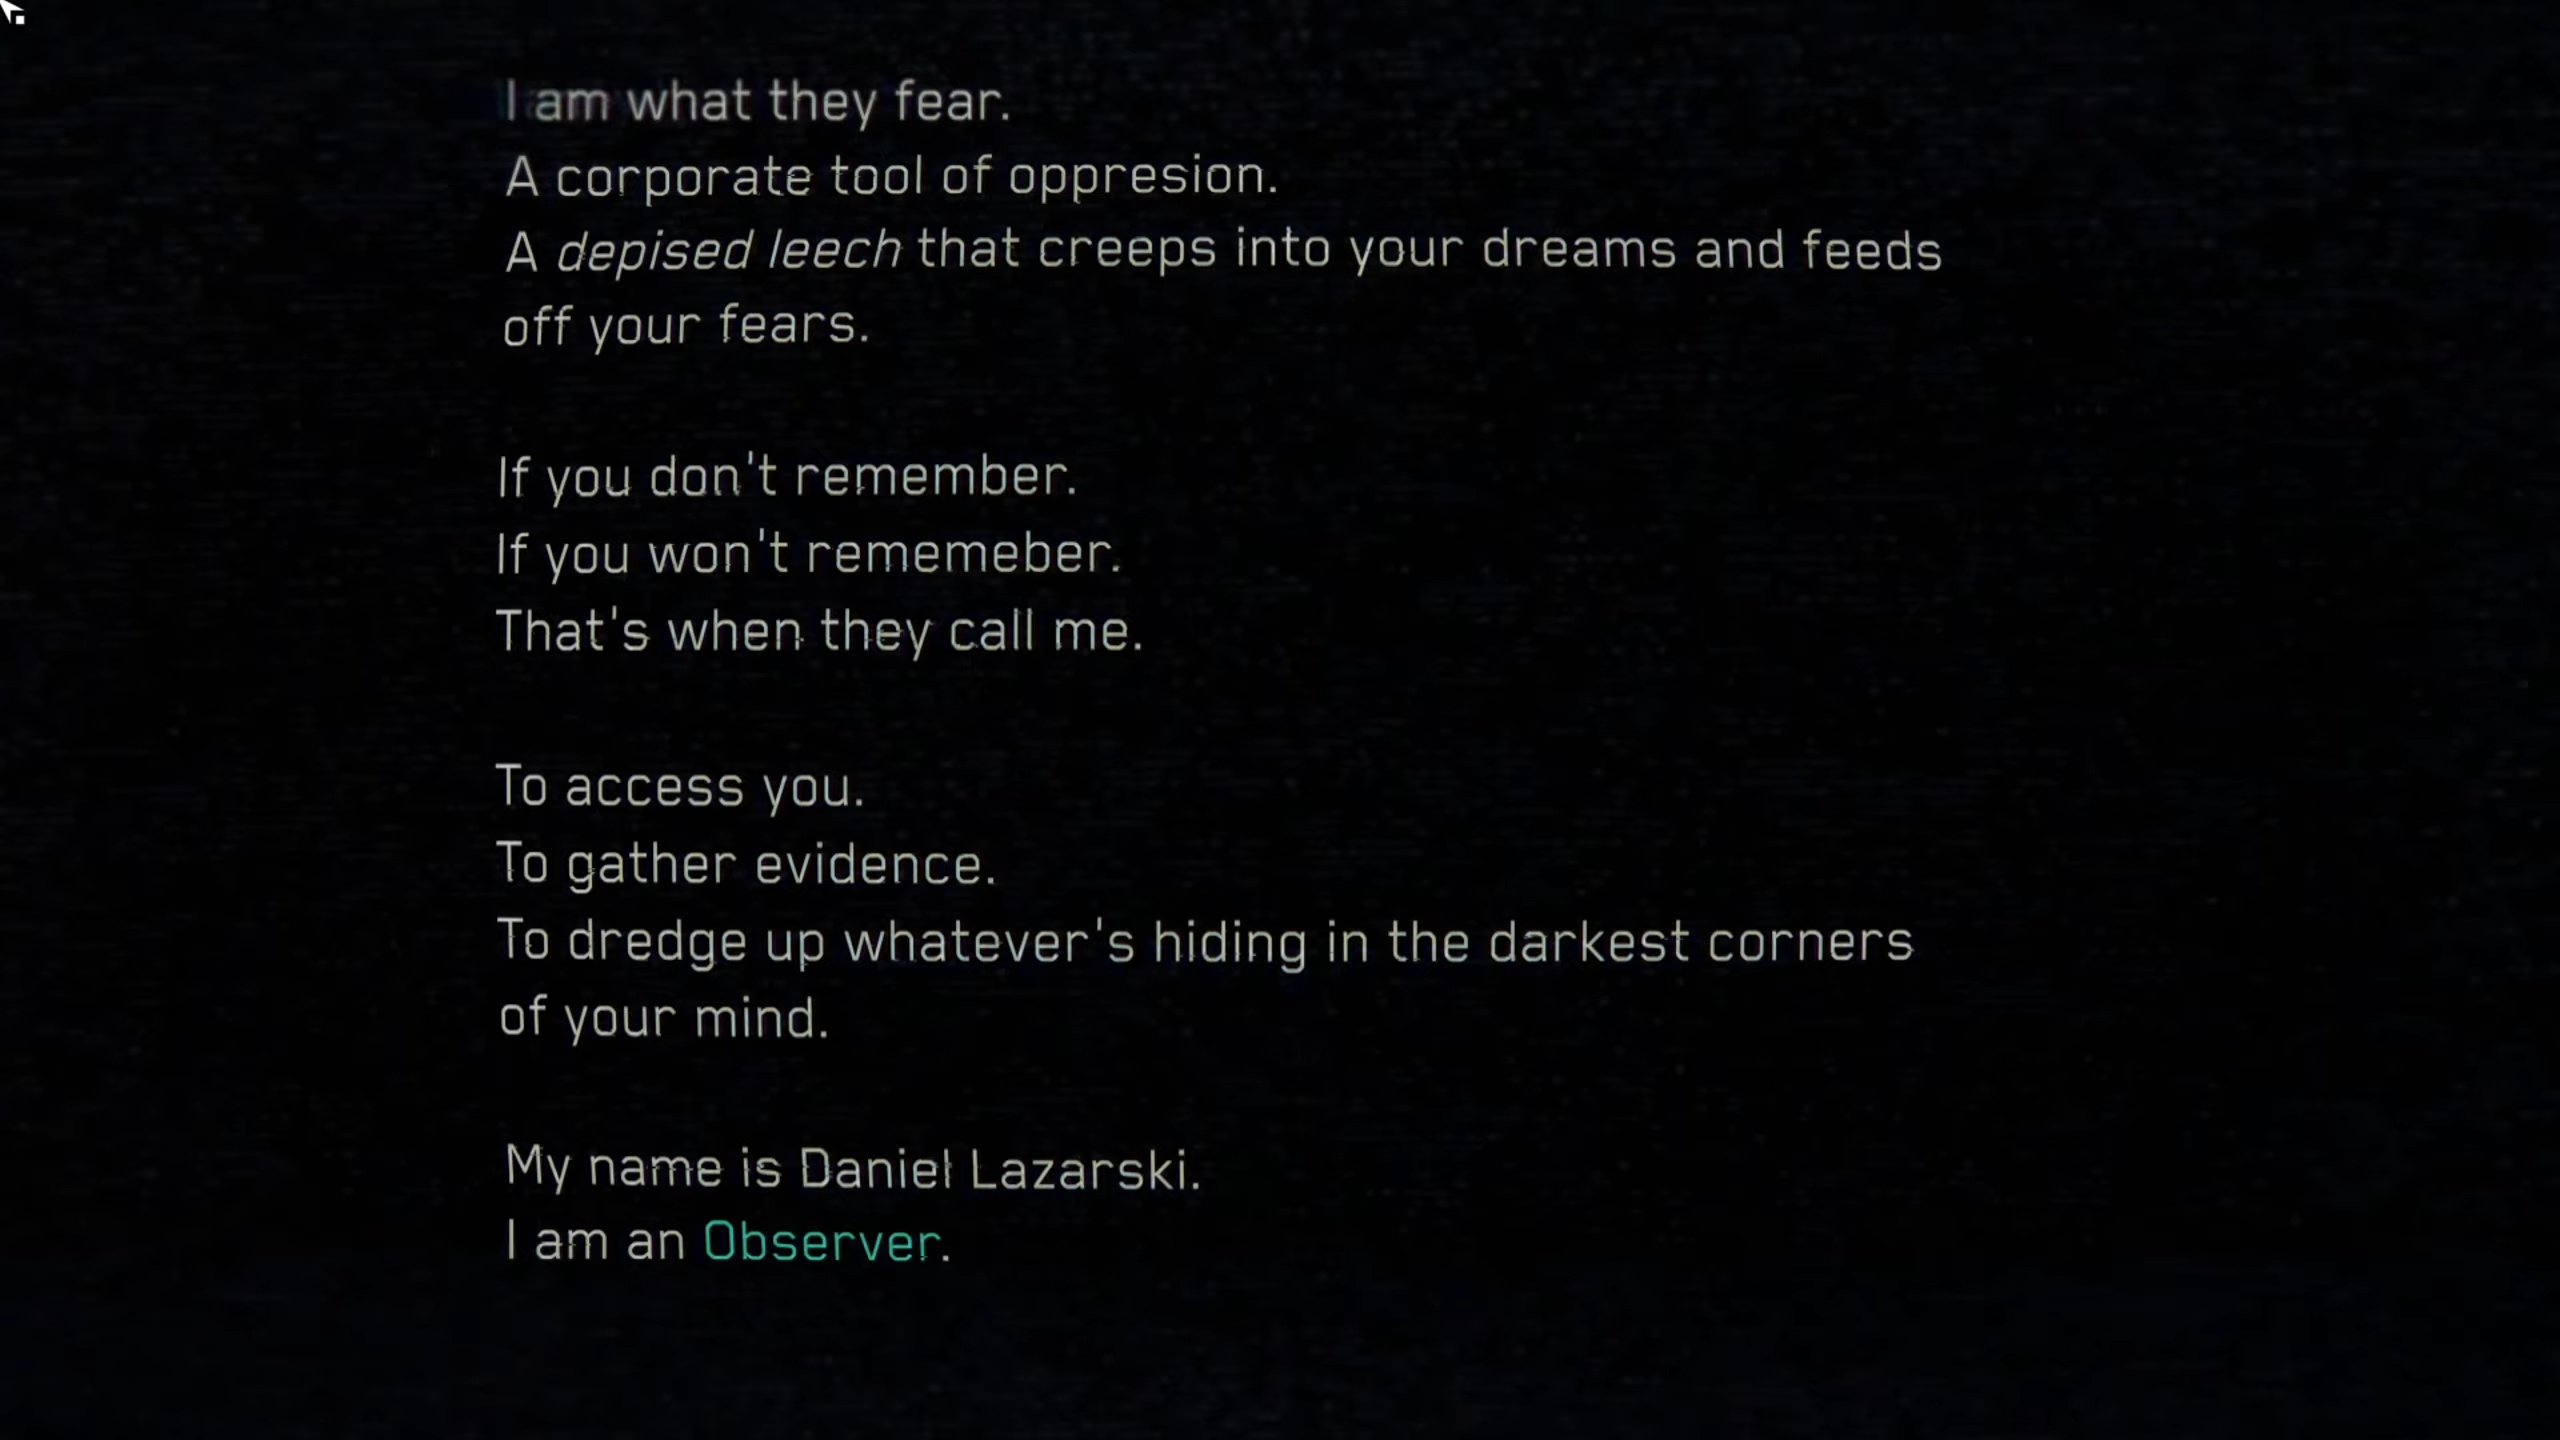 I am what they fear.
A corporate tool of oppresion.
A depised leech that creeps into your dreams and feeds
off your fears.
If you don't remember.
If you won't rememeber.
That's when they call me.
To access you.
To gather evidence.
To dredge up whatever's hiding in the darkest corners
of your mind.
My name is Daniel Lazarski.
I am an Observer.